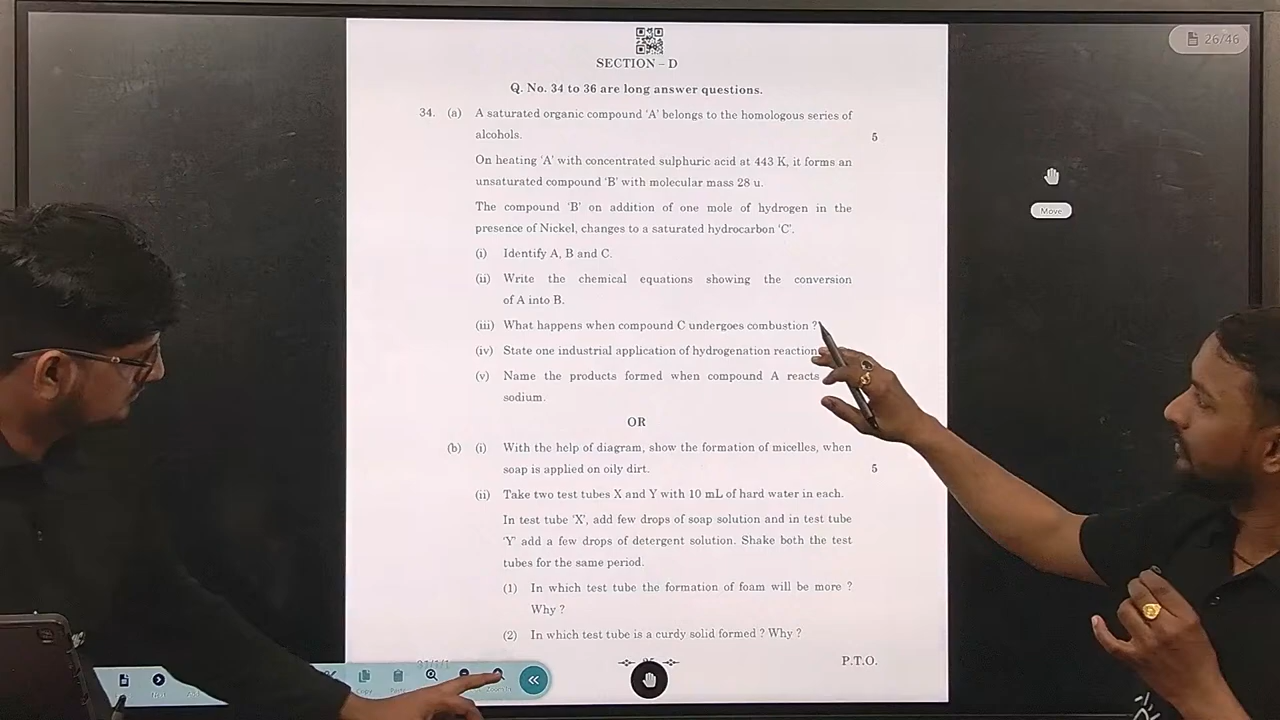 26/46
SECTION – D
Q. No. 34 to 36 are long answer questions.
34. (a) A saturated organic compound 'A' belongs to the homologous series of
alcohols. 5
On heating 'A' with concentrated sulphuric acid at 443 K, it forms an
unsaturated compound 'B' with molecular mass 28 u.
The compound 'B' on addition of one mole of hydrogen in the
presence of Nickel, changes to a saturated hydrocarbon 'C'.
Move
(i) Identify A, B and C.
(ii) Write the chemical equations showing the conversion
of A into B.
(iii) What happens when compound C undergoes combustion ?
(iv) State one industrial application of hydrogenation reaction
(v) Name the products formed when compound A reacts
sodium.
OR
(b) (i) With the help of diagram, show the formation of micelles, when
soap is applied on oily dirt. 5
(ii) Take two test tubes X and Y with 10 mL of hard water in each.
In test tube 'X', add few drops of soap solution and in test tube
'Y' add a few drops of detergent solution. Shake both the test
tubes for the same period.
(1) In which test tube the formation of foam will be more ?
Why ?
(2) In which test tube is a curdy solid formed ? Why ?
P.T.O.
Copy
Paste